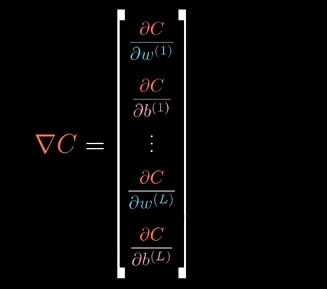 ∂C
∂w⁽¹⁾
∂C
∂b⁽¹⁾
∇C = ⋮
∂C
∂w⁽ᴸ⁾
∂C
∂b⁽ᴸ⁾